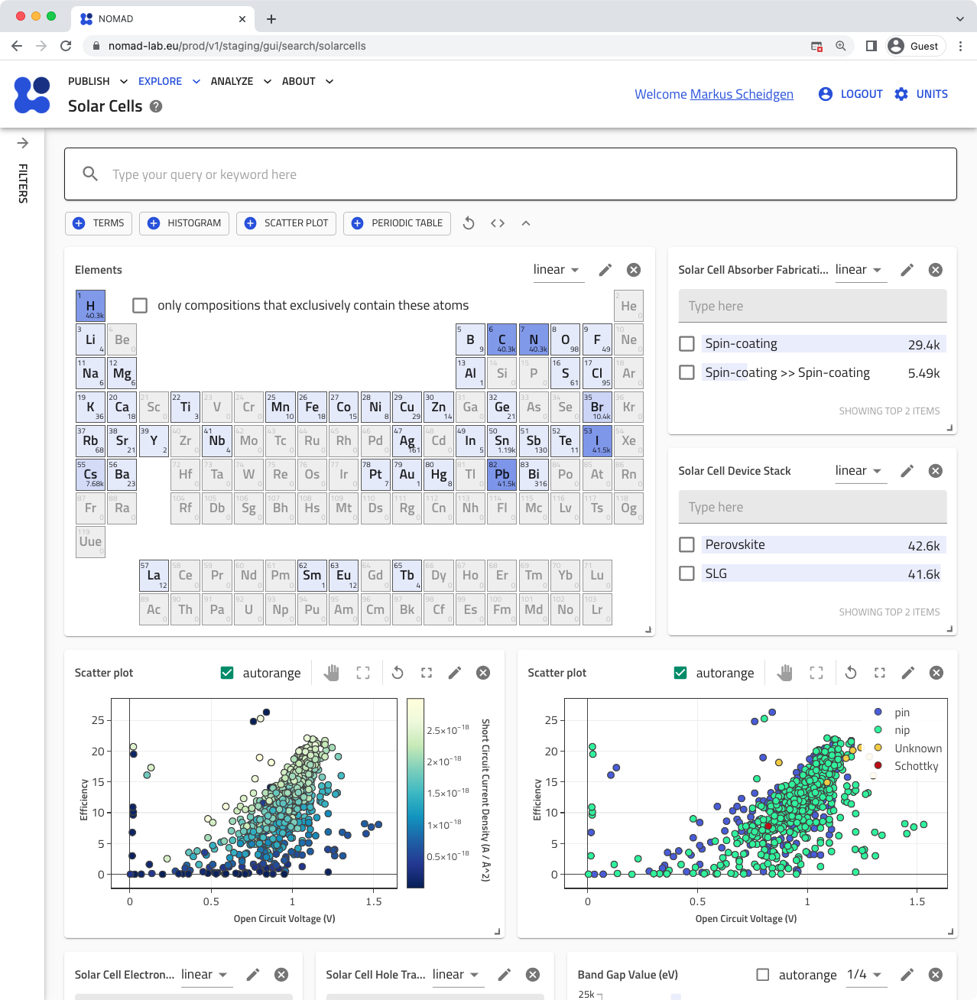 NOMAD
nomad-lab.eu/prod/v1/staging/gui/search/solarcells
Guest
PUBLISH EXPLORE ANALYZE ABOUT
Solar Cells ?
Welcome Markus Scheidgen LOGOUT UNITS
FILTERS
Type your query or keyword here
TERMS HISTOGRAM SCATTER PLOT PERIODIC TABLE
Elements linear
only compositions that exclusively contain these atoms
1 H 40.3k 2 He 0
3 Li 4 4 Be 0 5 B 9 6 C 40.3k 7 N 40.3k 8 O 98 9 F 49 10 Ne 0
11 Na 6 12 Mg 6 13 Al 1 14 Si 0 15 P 0 16 S 61 17 Cl 95 18 Ar 0
19 K 36 20 Ca 18 21 Sc 0 22 Ti 3 23 V 0 24 Cr 0 25 Mn 10 26 Fe 18 27 Co 15 28 Ni 8 29 Cu 29 30 Zn 14 31 Ga 0 32 Ge 21 33 As 0 34 Se 0 35 Br 10.4k 36 Kr 0
37 Rb 68 38 Sr 21 39 Y 2 40 Zr 0 41 Nb 4 42 Mo 0 43 Tc 0 44 Ru 0 45 Rh 0 46 Pd 0 47 Ag 161 48 Cd 0 49 In 5 50 Sn 1.19k 51 Sb 130 52 Te 11 53 I 41.5k 54 Xe 0
55 Cs 7.68k 56 Ba 23 72 Hf 0 73 Ta 0 74 W 0 75 Re 0 76 Os 0 77 Ir 0 78 Pt 7 79 Au 1 80 Hg 8 81 Tl 0 82 Pb 41.5k 83 Bi 316 84 Po 0 85 At 0 86 Rn 0
87 Fr 0 88 Ra 0 104 Rf 0 105 Db 0 106 Sg 0 107 Bh 0 108 Hs 0 109 Mt 0 110 Ds 0 111 Rg 0 112 Cn 0 113 Nh 0 114 Fl 0 115 Mc 0 116 Lv 0 117 Ts 0 118 Og 0
119 Uue 0
57 La 12 58 Ce 0 59 Pr 0 60 Nd 0 61 Pm 0 62 Sm 1 63 Eu 12 64 Gd 0 65 Tb 4 66 Dy 0 67 Ho 0 68 Er 0 69 Tm 0 70 Yb 0 71 Lu 0
89 Ac 0 90 Th 0 91 Pa 0 92 U 0 93 Np 0 94 Pu 0 95 Am 0 96 Cm 0 97 Bk 0 98 Cf 0 99 Es 0 100 Fm 0 101 Md 0 102 No 0 103 Lr 0
Solar Cell Absorber Fabricati... linear
Type here
Spin-coating 29.4k
Spin-coating >> Spin-coating 5.49k
SHOWING TOP 2 ITEMS
Solar Cell Device Stack linear
Type here
Perovskite 42.6k
SLG 41.6k
SHOWING TOP 2 ITEMS
Scatter plot autorange
Efficiency
25
20
15
10
5
0
0 0.5 1 1.5
Open Circuit Voltage (V)
2.5×10⁻¹⁸
2×10⁻¹⁸
1.5×10⁻¹⁸
1×10⁻¹⁸
0.5×10⁻¹⁸
Short Circuit Current Density (A / Å^2)
Scatter plot autorange
Efficiency
25
20
15
10
5
0
0 0.5 1 1.5
Open Circuit Voltage (V)
pin
nip
Unknown
Schottky
Solar Cell Electron... linear
Solar Cell Hole Tra... linear
Band Gap Value (eV) autorange 1/4
25k